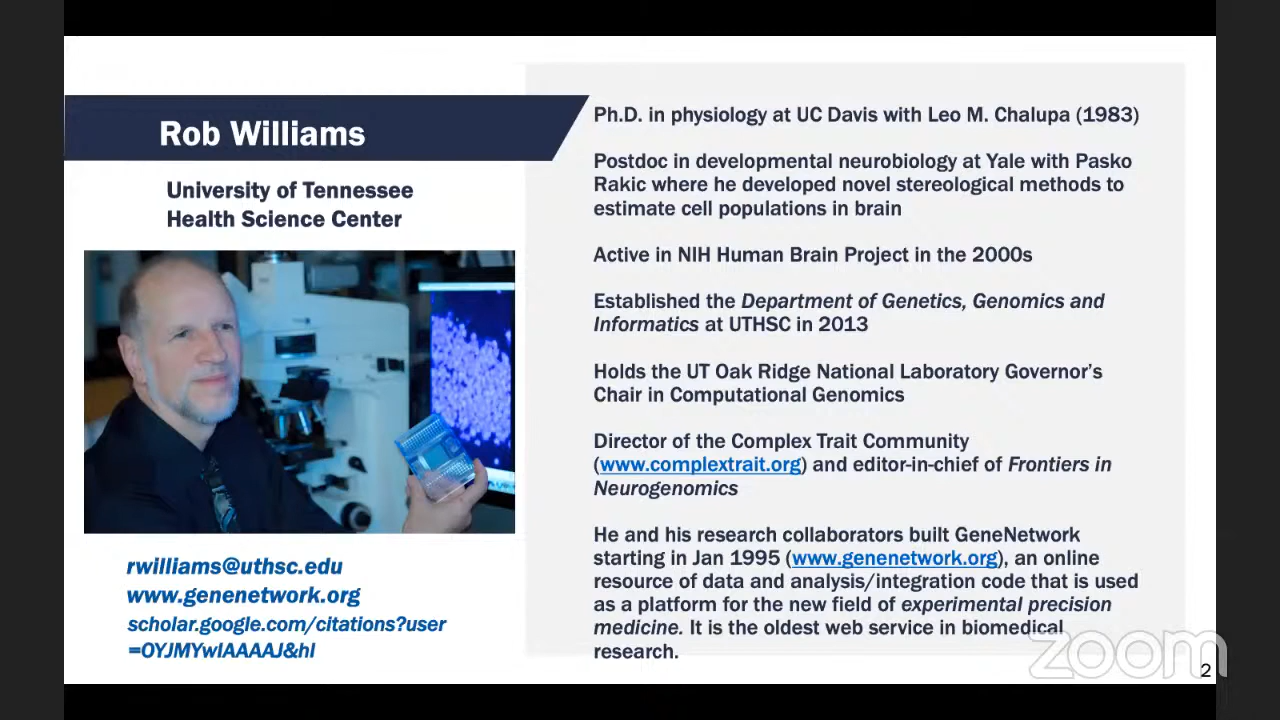 Rob Williams
University of Tennessee
Health Science Center
rwilliams@uthsc.edu
www.genenetwork.org
scholar.google.com/citations?user
=OYJMYwIAAAAJ&hl
Ph.D. in physiology at UC Davis with Leo M. Chalupa (1983)
Postdoc in developmental neurobiology at Yale with Pasko
Rakic where he developed novel stereological methods to
estimate cell populations in brain
Active in NIH Human Brain Project in the 2000s
Established the Department of Genetics, Genomics and
Informatics at UTHSC in 2013
Holds the UT Oak Ridge National Laboratory Governor’s
Chair in Computational Genomics
Director of the Complex Trait Community
(www.complextrait.org) and editor-in-chief of Frontiers in
Neurogenomics
He and his research collaborators built GeneNetwork
starting in Jan 1995 (www.genenetwork.org), an online
resource of data and analysis/integration code that is used
as a platform for the new field of experimental precision
medicine. It is the oldest web service in biomedical
research.
zoom
2